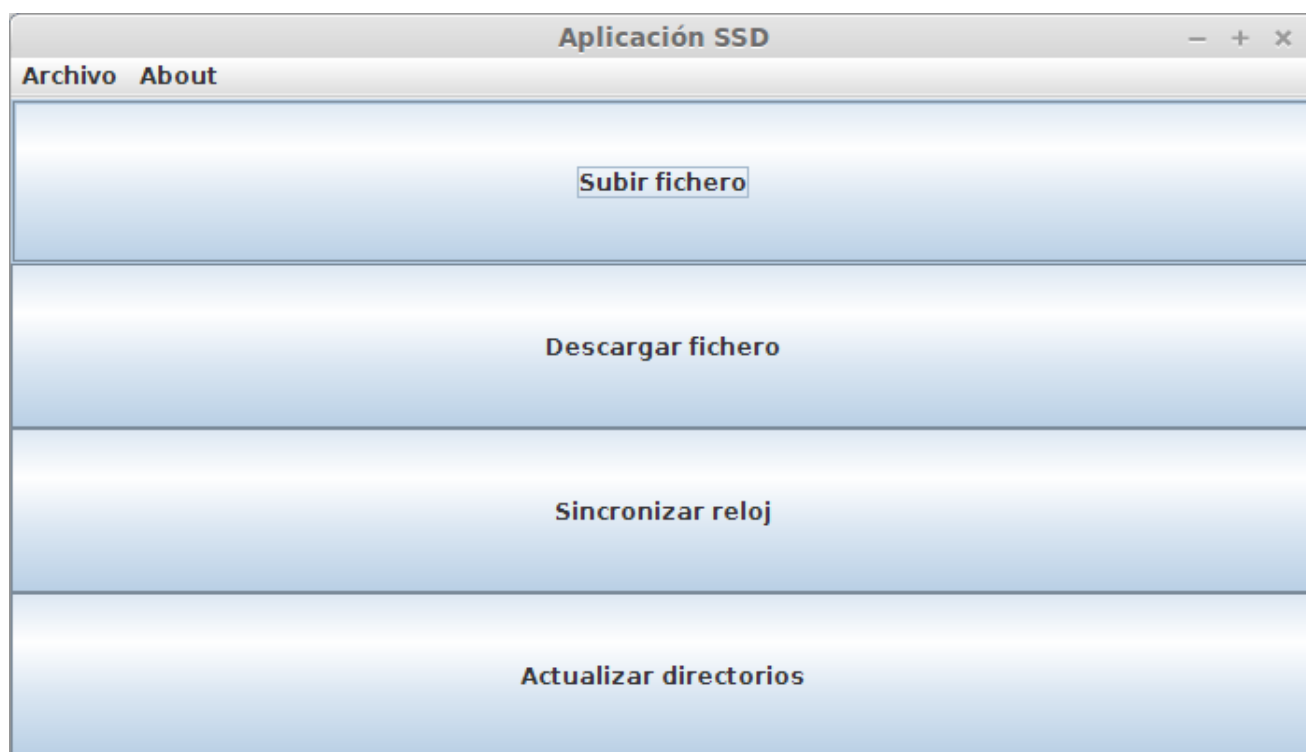 Aplicación SSD
Archivo About
Subir fichero
Descargar fichero
Sincronizar reloj
Actualizar directorios